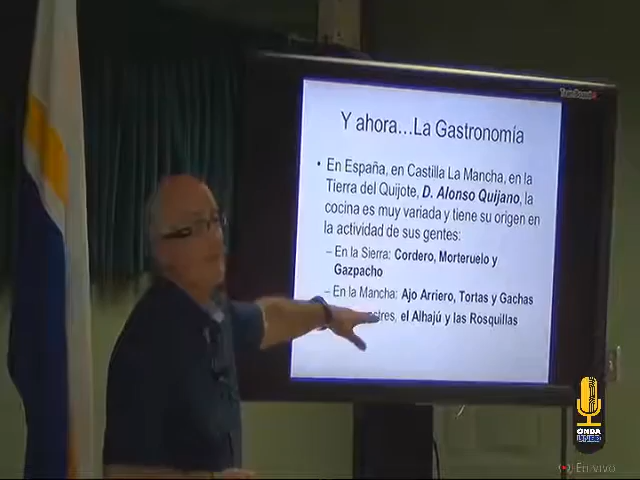 Y ahora...La Gastronomía
• En España, en Castilla La Mancha, en la
Tierra del Quijote, D. Alonso Quijano, la
cocina es muy variada y tiene su origen en
la actividad de sus gentes:
– En la Sierra: Cordero, Morteruelo y
Gazpacho
– En la Mancha: Ajo Arriero, Tortas y Gachas
el Alhajú y las Rosquillas
ONDA
En vivo